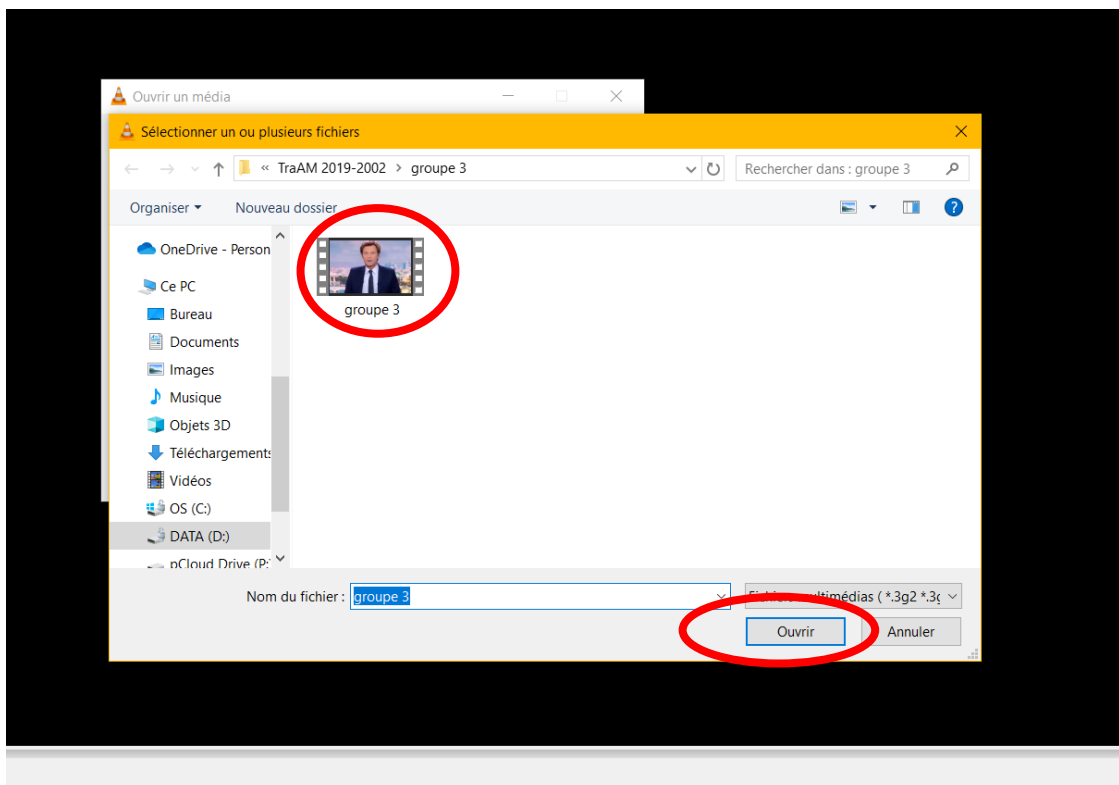 Ouvrir un média
Sélectionner un ou plusieurs fichiers
« TraAM 2019-2002 > groupe 3
Rechercher dans : groupe 3
Organiser
Nouveau dossier
OneDrive - Person
Ce PC
Bureau
Documents
Images
Musique
Objets 3D
Téléchargements
Vidéos
OS (C:)
DATA (D:)
pCloud Drive (P:
groupe 3
Nom du fichier :
groupe 3
Fichiers multimédias ( *.3g2 *.3g
Ouvrir
Annuler